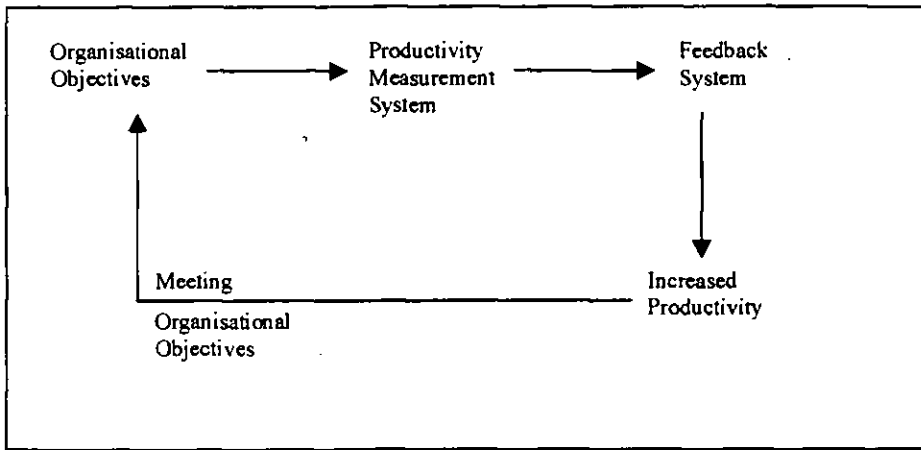 Organisational
Objectives
Productivity
Measurement
System
Feedback
System
Increased
Productivity
Meeting
Organisational
Objectives